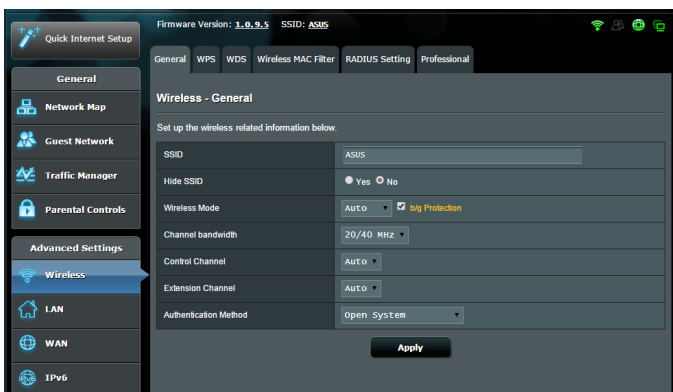 Quick Internet Setup
General
Network Map
Guest Network
Traffic Manager
Parental Controls
Advanced Settings
Wireless
LAN
WAN
IPv6
Firmware Version: 1.0.9.5 SSID: ASUS
General WPS WDS Wireless MAC Filter RADIUS Setting Professional
Wireless - General
Set up the wireless related information below.
SSID ASUS
Hide SSID Yes No
Wireless Mode Auto b/g Protection
Channel bandwidth 20/40 MHz
Control Channel Auto
Extension Channel Auto
Authentication Method Open System
Apply